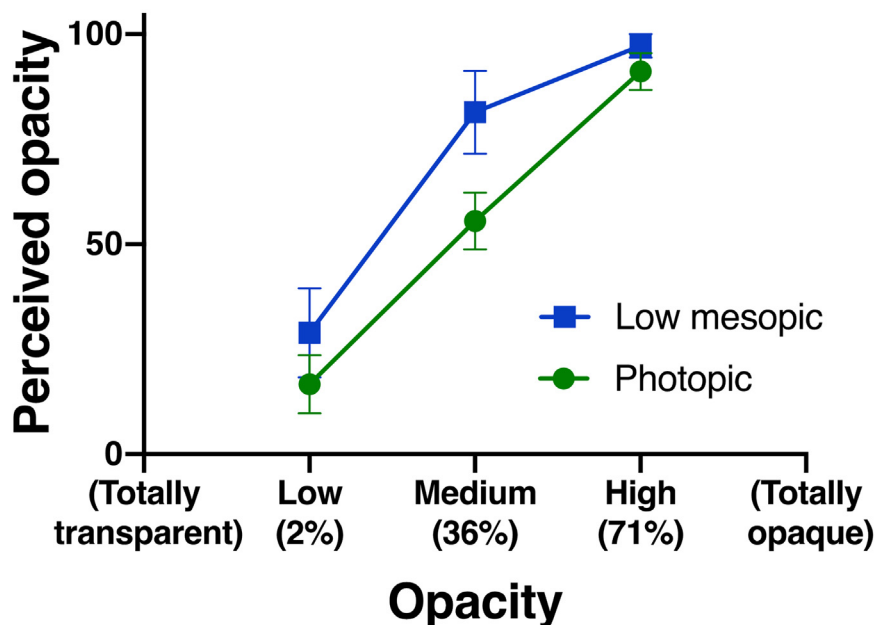 Perceived opacity
100
50
0
Low mesopic
Photopic
(Totally transparent)
Low (2%)
Medium (36%)
High (71%)
(Totally opaque)
Opacity